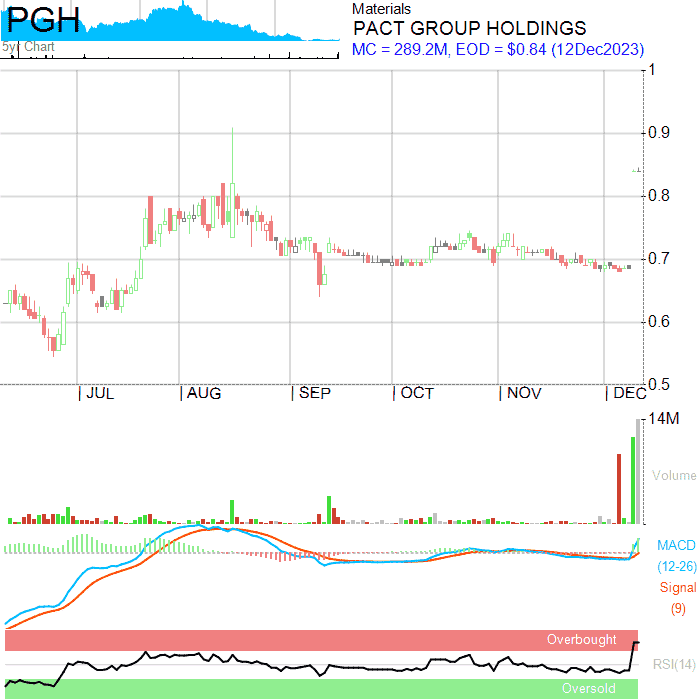 PGH
5yr Chart
Materials
PACT GROUP HOLDINGS
MC = 289.2M, EOD = $0.84 (12Dec2023)
1
0.9
0.8
0.7
0.6
0.5
JUL
AUG
SEP
OCT
NOV
DEC
14M
Volume
MACD
(12-26)
Signal
(9)
Overbought
RSI(14)
Oversold